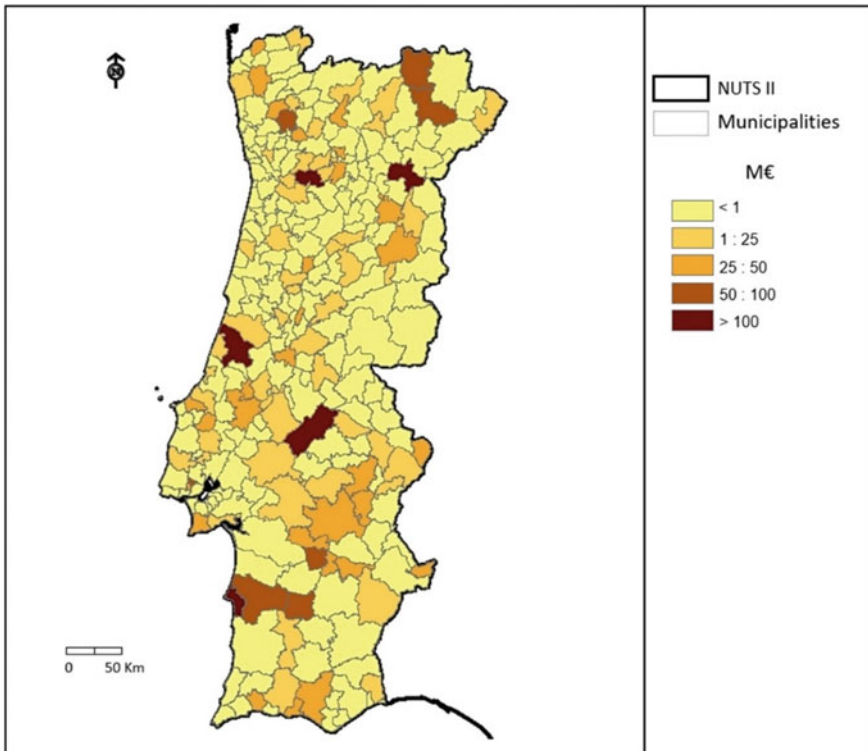 NUTS II
Municipalities
M€
< 1
1 : 25
25 : 50
50 : 100
> 100
0 50 Km